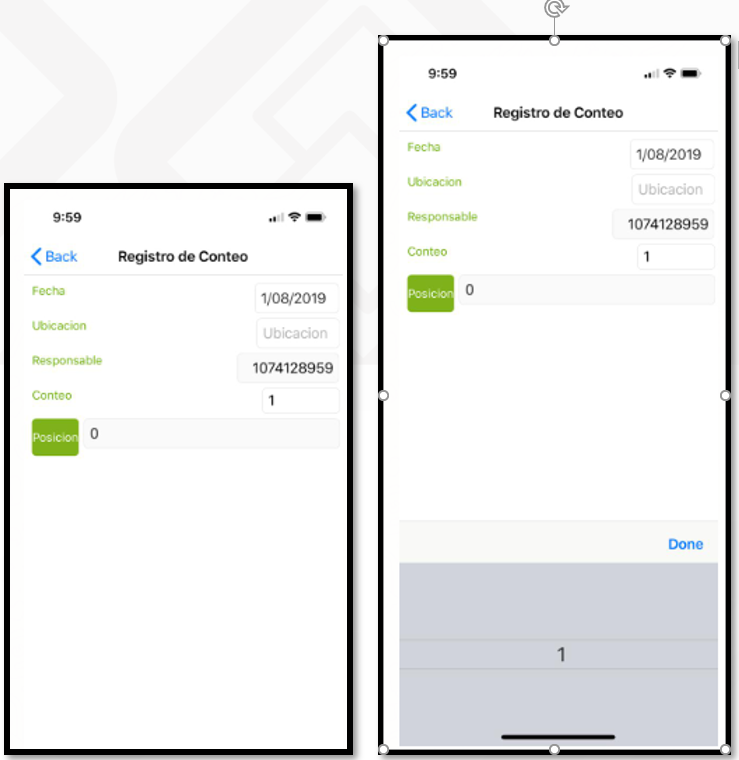 9:59
Back Registro de Conteo
Fecha 1/08/2019
Ubicacion Ubicacion
Responsable 1074128959
Conteo 1
Posicion 0
9:59
Back Registro de Conteo
Fecha 1/08/2019
Ubicacion Ubicacion
Responsable 1074128959
Conteo 1
Posicion 0
Done
1